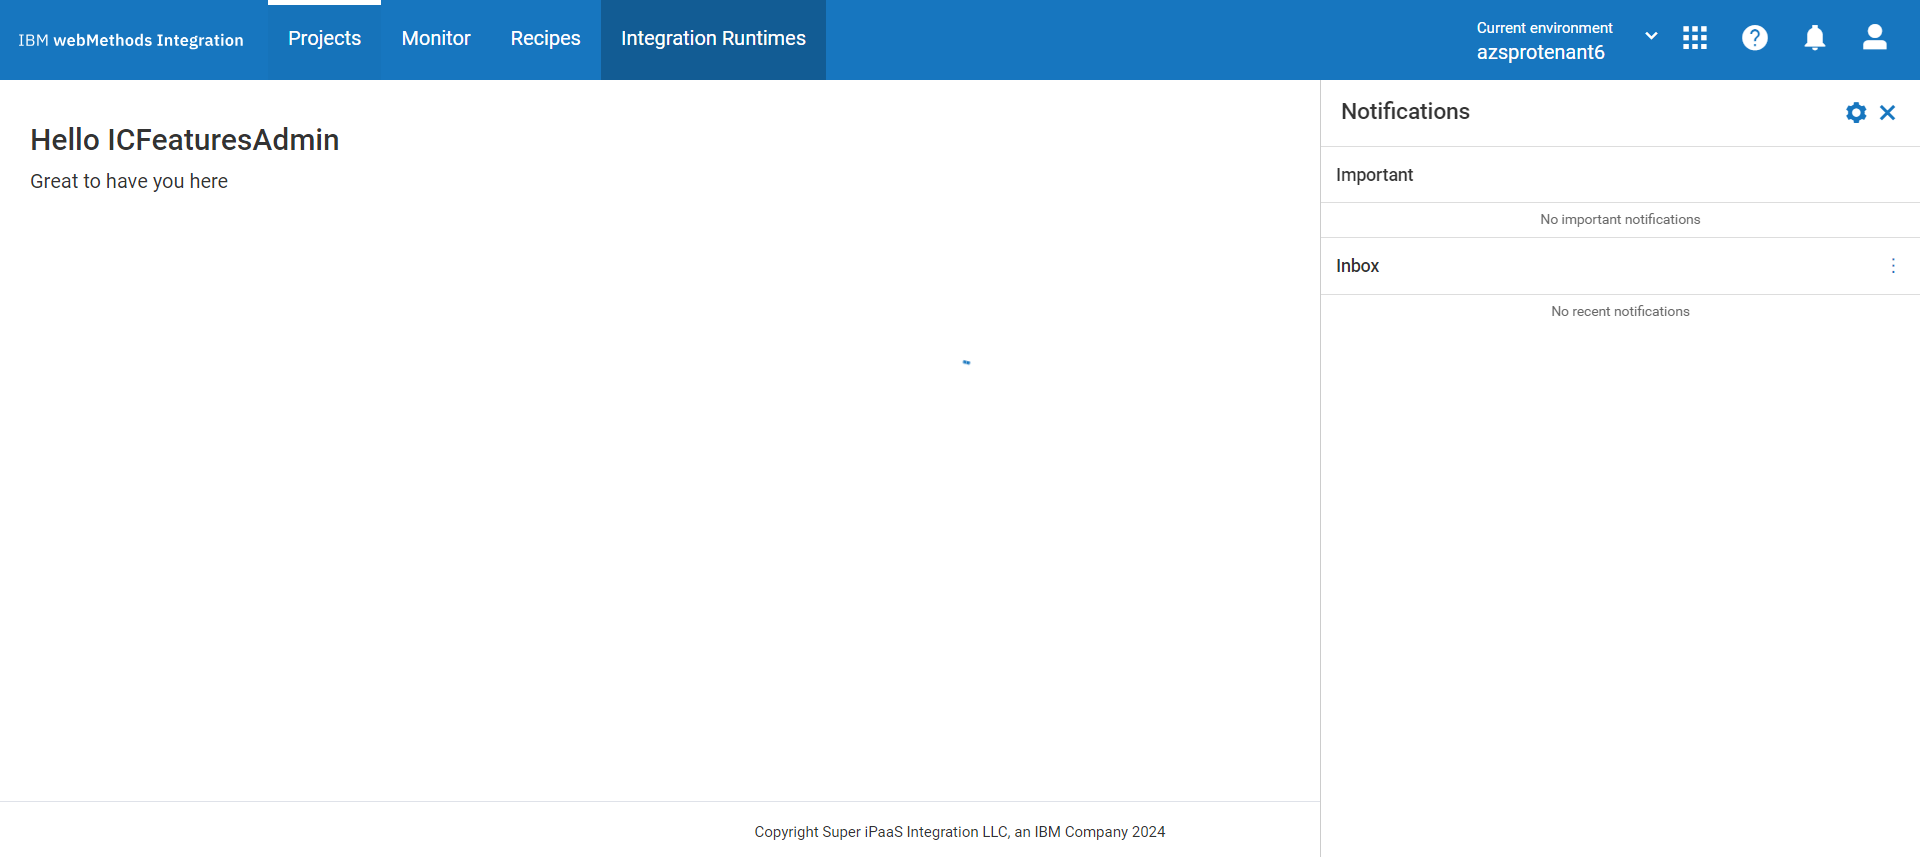 IBM webMethods Integration
Projects
Monitor
Recipes
Integration Runtimes
Current environment
azsprotenant6
Hello ICFeaturesAdmin
Great to have you here
Notifications
Important
No important notifications
Inbox
No recent notifications
Copyright Super iPaaS Integration LLC, an IBM Company 2024